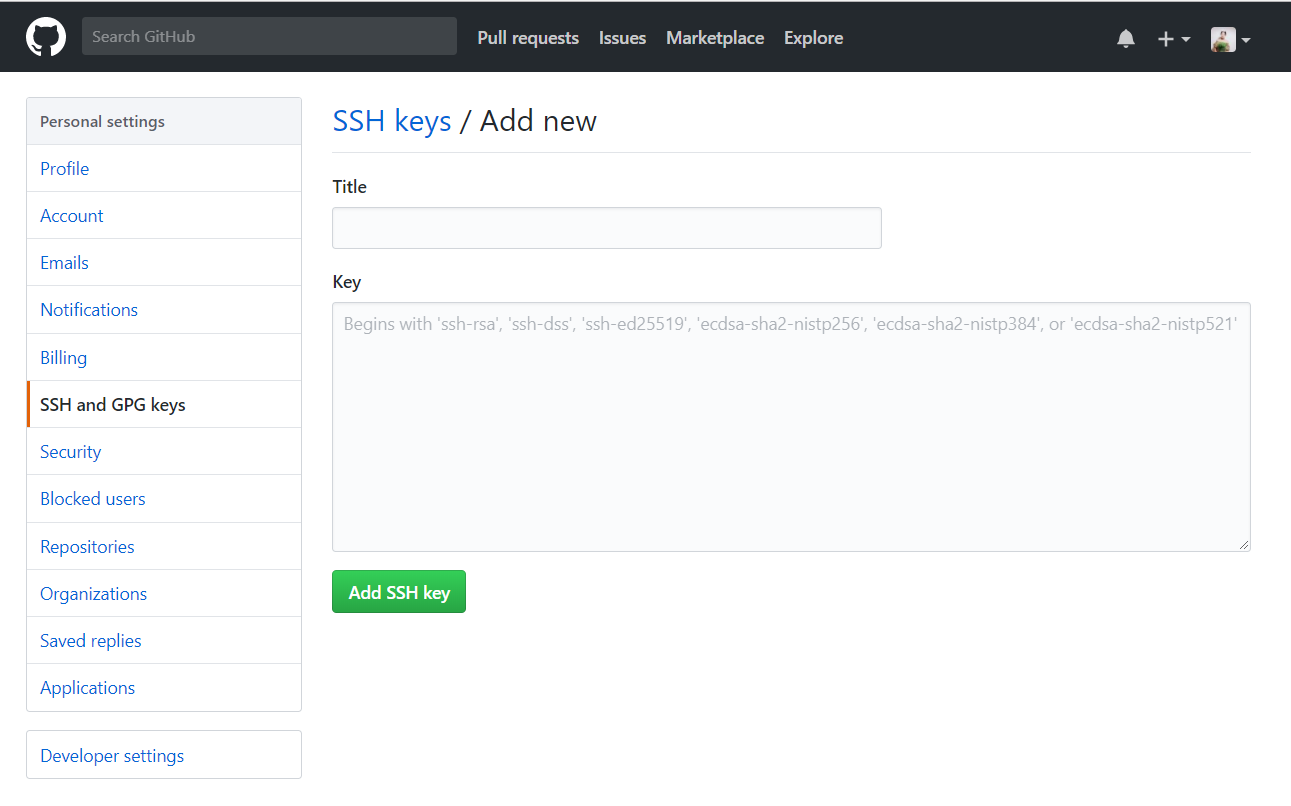 Search GitHub
Pull requests
Issues
Marketplace
Explore
Personal settings
Profile
Account
Emails
Notifications
Billing
SSH and GPG keys
Security
Blocked users
Repositories
Organizations
Saved replies
Applications
Developer settings
SSH keys / Add new
Title
Key
Begins with 'ssh-rsa', 'ssh-dss', 'ssh-ed25519', 'ecdsa-sha2-nistp256', 'ecdsa-sha2-nistp384', or 'ecdsa-sha2-nistp521'
Add SSH key